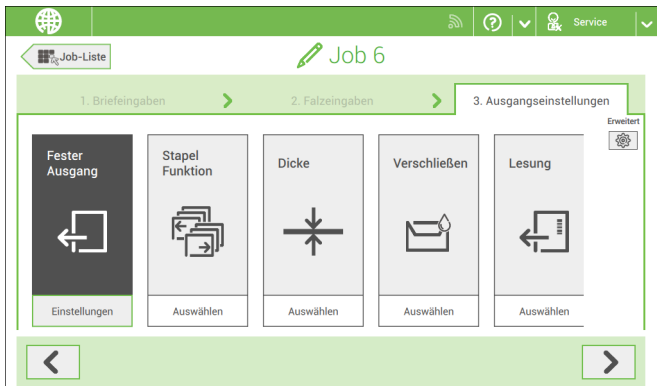 Service
Job-Liste
Job 6
1. Briefeingaben
2. Falzeingaben
3. Ausgangseinstellungen
Erweitert
Fester
Ausgang
Stapel
Funktion
Dicke
Verschließen
Lesung
Einstellungen
Auswählen
Auswählen
Auswählen
Auswählen